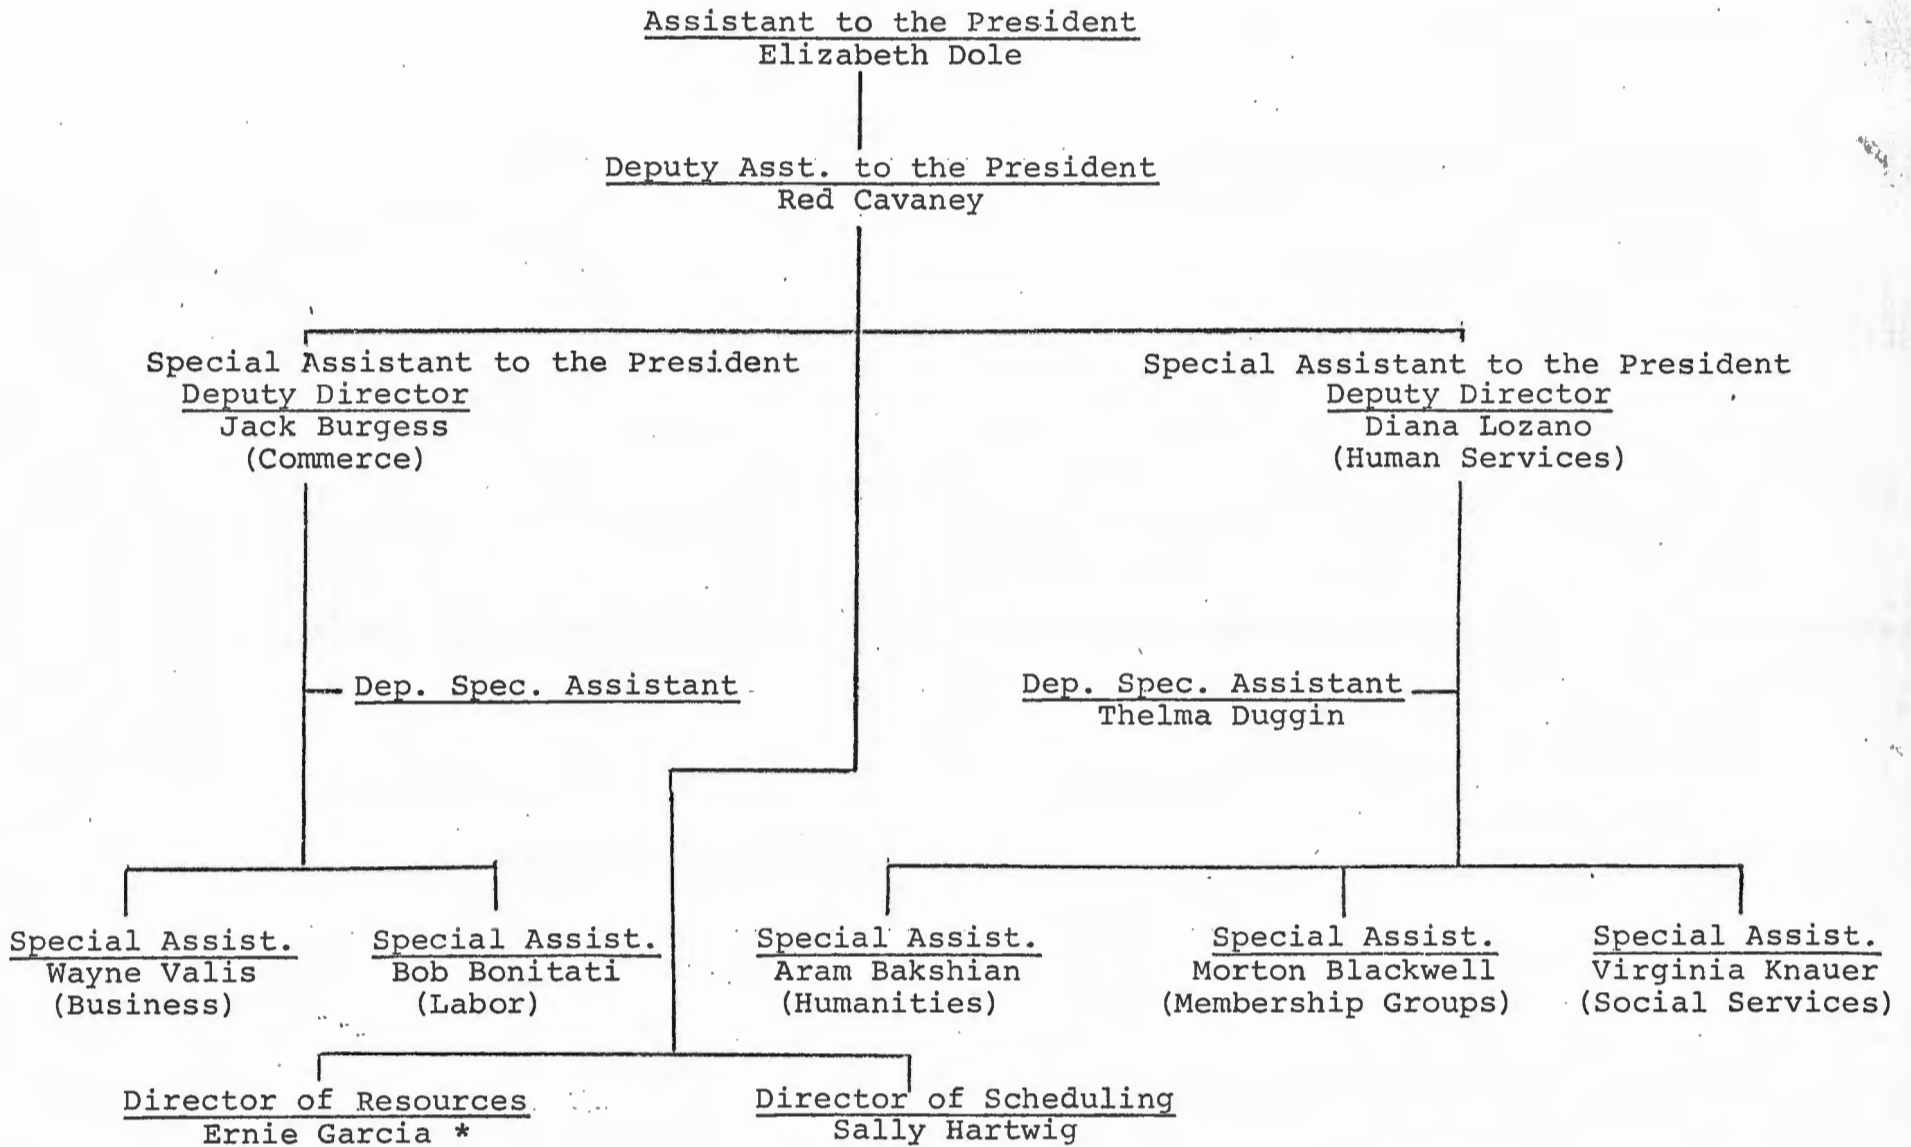 Assistant to the President
Elizabeth Dole
Deputy Asst. to the President
Red Cavaney
Special Assistant to the President
Deputy Director
Jack Burgess
(Commerce)
Special Assistant to the President
Deputy Director
Diana Lozano
(Human Services)
Dep. Spec. Assistant
Dep. Spec. Assistant
Thelma Duggin
Special Assist.
Wayne Valis
(Business)
Special Assist.
Bob Bonitati
(Labor)
Special Assist.
Aram Bakshian
(Humanities)
Special Assist.
Morton Blackwell
(Membership Groups)
Special Assist.
Virginia Knauer
(Social Services)
Director of Resources
Ernie Garcia *
Director of Scheduling
Sally Hartwig